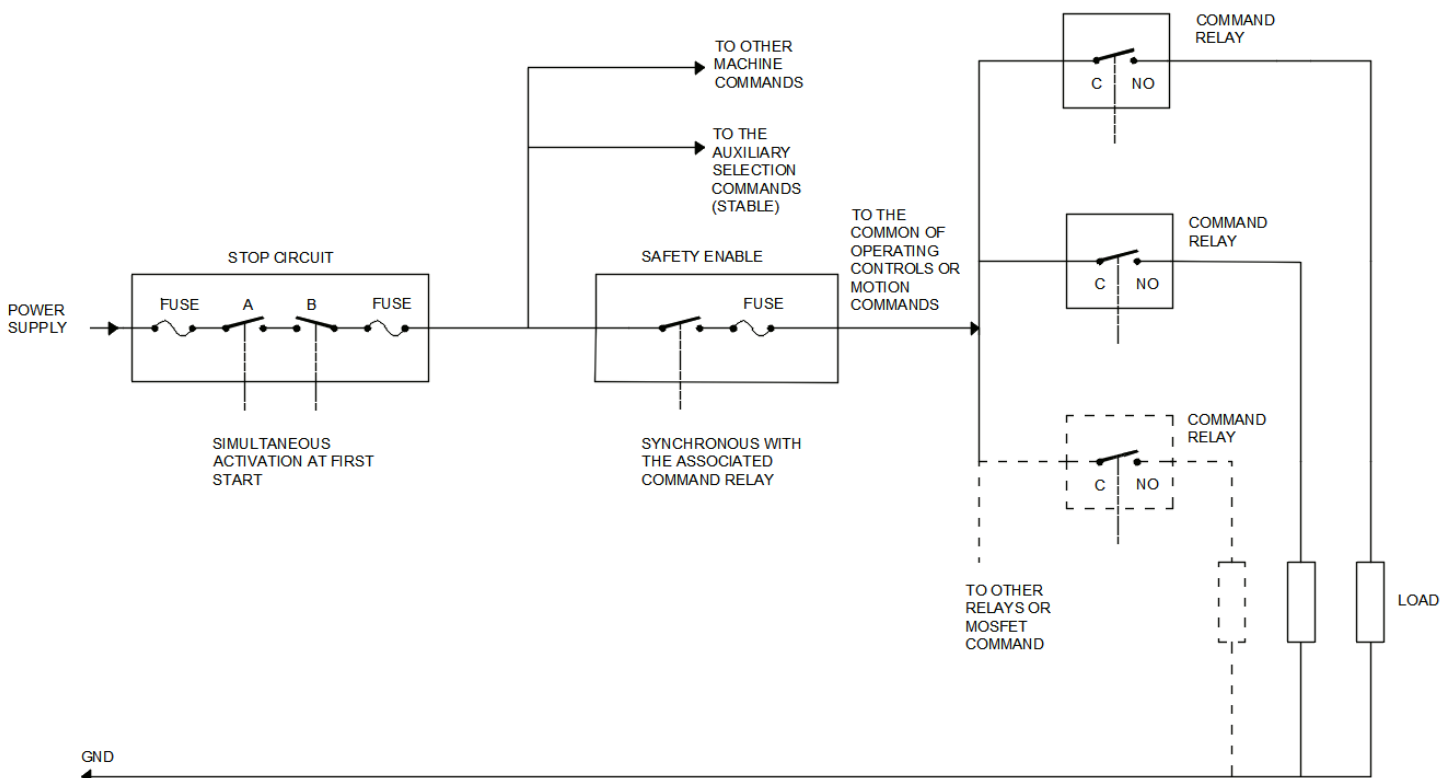 COMMAND
RELAY
C NO
TO OTHER
MACHINE
COMMANDS
TO THE
AUXILIARY
SELECTION
COMMANDS
(STABLE)
TO THE
COMMON OF
OPERATING
CONTROLS OR
MOTION
COMMANDS
COMMAND
RELAY
C NO
STOP CIRCUIT
FUSE A B FUSE
SAFETY ENABLE
FUSE
POWER
SUPPLY
SIMULTANEOUS
ACTIVATION AT FIRST
START
SYNCHRONOUS WITH
THE ASSOCIATED
COMMAND RELAY
COMMAND
RELAY
C NO
TO OTHER
RELAYS OR
MOSFET
COMMAND
LOAD
GND